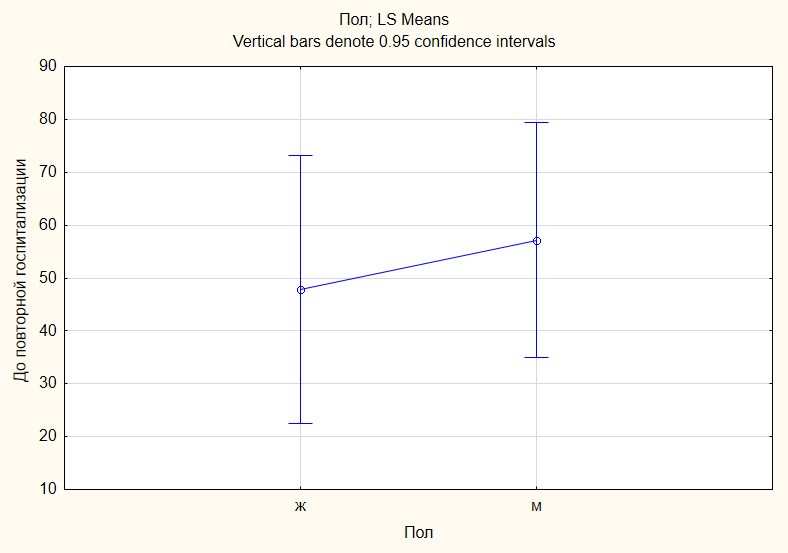 Пол; LS Means
Vertical bars denote 0.95 confidence intervals
90
80
70
60
50
40
30
20
10
До повторной госпитализации
ж
м
Пол